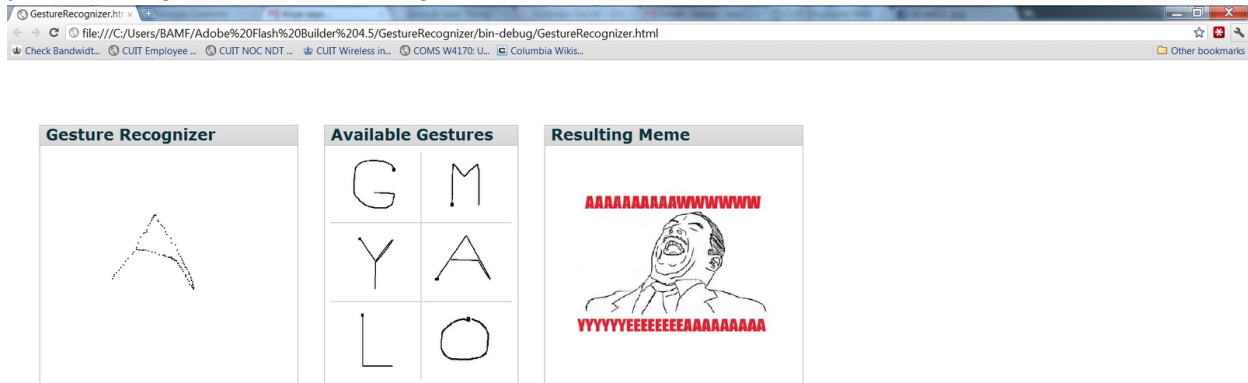 GestureRecognizer.htr
file:///C:/Users/BAMF/Adobe%20Flash%20Builder%204.5/GestureRecognizer/bin-debug/GestureRecognizer.html
Check Bandwidt... CUIT Employee ... CUIT NOC NDT ... CUIT Wireless in... COMS W4170: U... Columbia Wikis... Other bookmarks
Gesture Recognizer Available Gestures Resulting Meme
G M
AAAAAAAAAAWWWWWW
A
Y A
YYYYYYEEEEEEEEAAAAAAAAA
L O